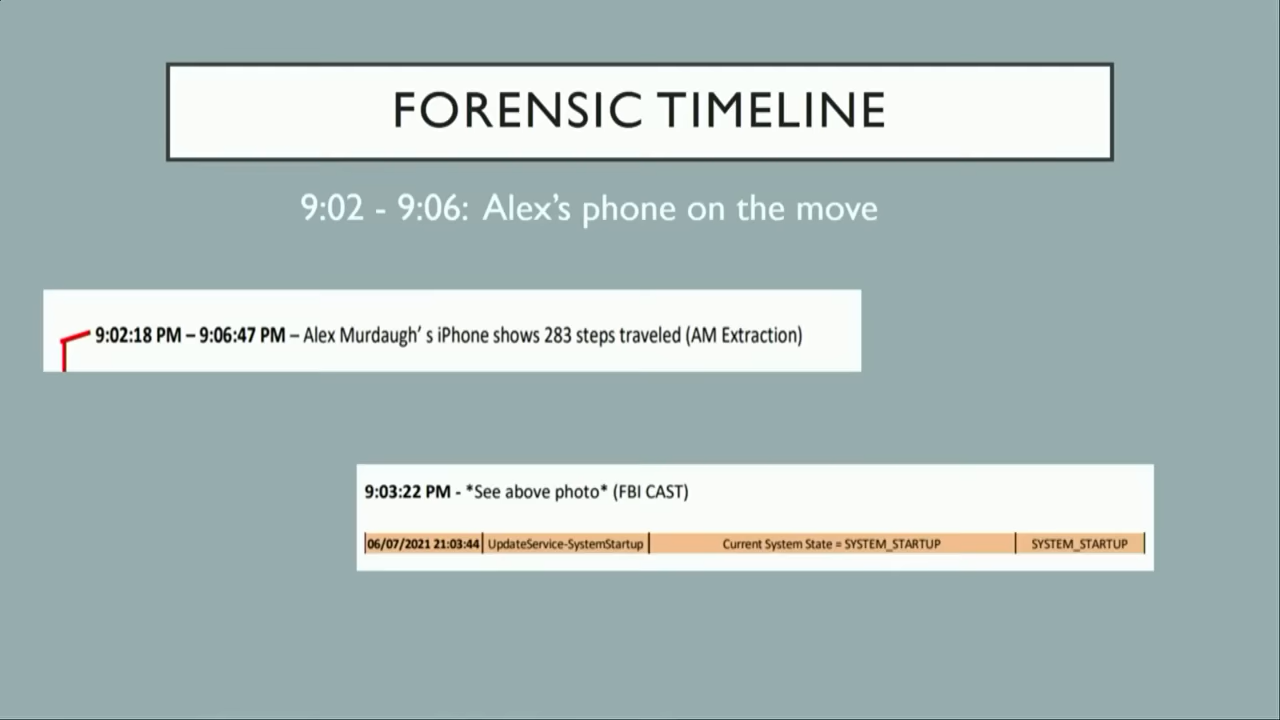 FORENSIC TIMELINE
9:02 - 9:06: Alex's phone on the move
9:02:18 PM – 9:06:47 PM – Alex Murdaugh' s iPhone shows 283 steps traveled (AM Extraction)
9:03:22 PM - *See above photo* (FBI CAST)
06/07/2021 21:03:44 UpdateService-SystemStartup Current System State = SYSTEM_STARTUP SYSTEM_STARTUP